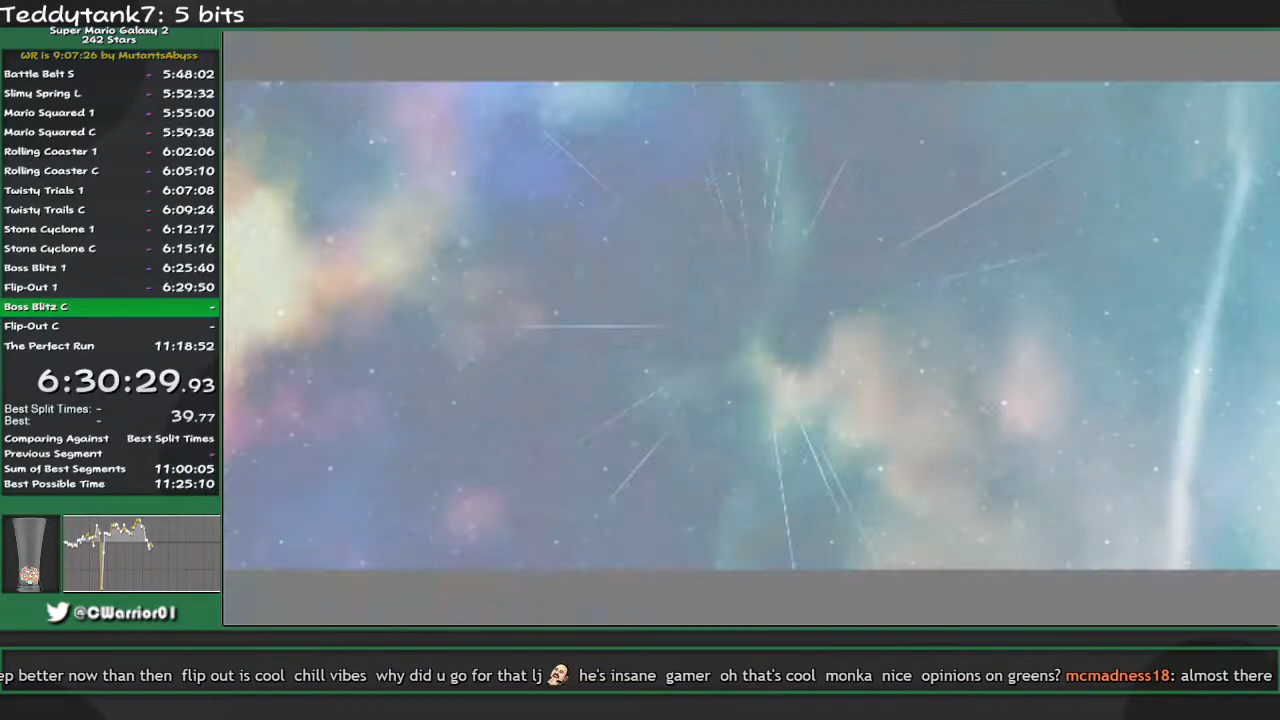 Teddytank7: 5 bits
Super Mario Galaxy 2
242 Stars
WR is 9:07:26 by MutantsAbyss
Battle Belt S - 5:48:02
Slimy Spring L - 5:52:32
Mario Squared 1 - 5:55:00
Mario Squared C - 5:59:38
Rolling Coaster 1 - 6:02:06
Rolling Coaster C - 6:05:10
Twisty Trials 1 - 6:07:08
Twisty Trails C - 6:09:24
Stone Cyclone 1 - 6:12:17
Stone Cyclone C - 6:15:16
Boss Blitz 1 - 6:25:40
Flip-Out 1 - 6:29:50
Boss Blitz C -
Flip-Out C -
The Perfect Run 11:18:52
6:30:29.93
Best Split Times: -
Best: - 39.77
Comparing Against Best Split Times
Previous Segment -
Sum of Best Segments 11:00:05
Best Possible Time 11:25:10
@CWarrior01
ep better now than then flip out is cool chill vibes why did u go for that lj he's insane gamer oh that's cool monka nice opinions on greens? mcmadness18: almost there